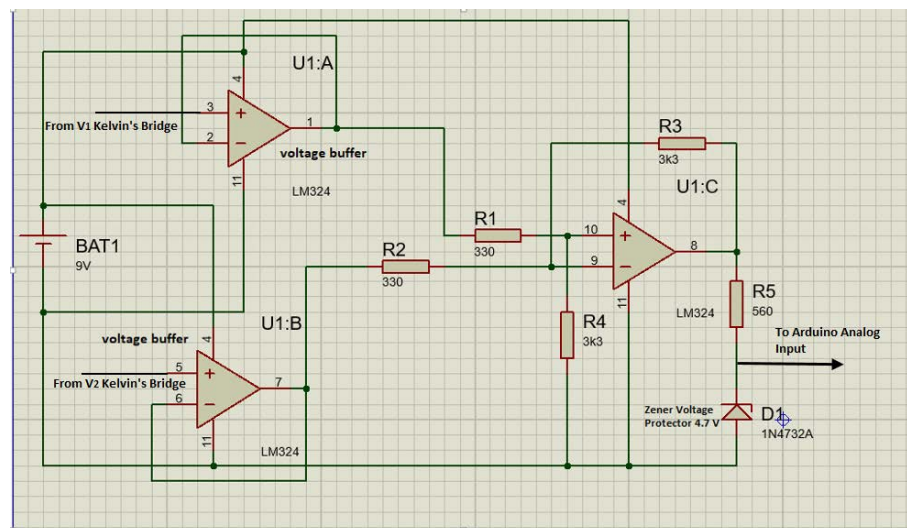 U1:A
4
3
From V1 Kelvin's Bridge
2
1
voltage buffer
11
LM324
R3
3k3
U1:C
4
R1
330
10
9
8
11
LM324
BAT1
9V
R2
330
R4
3k3
R5
560
To Arduino Analog
Input
voltage buffer
U1:B
4
5
From V2 Kelvin's Bridge
6
7
11
LM324
Zener Voltage
Protector 4.7 V
D1
1N4732A